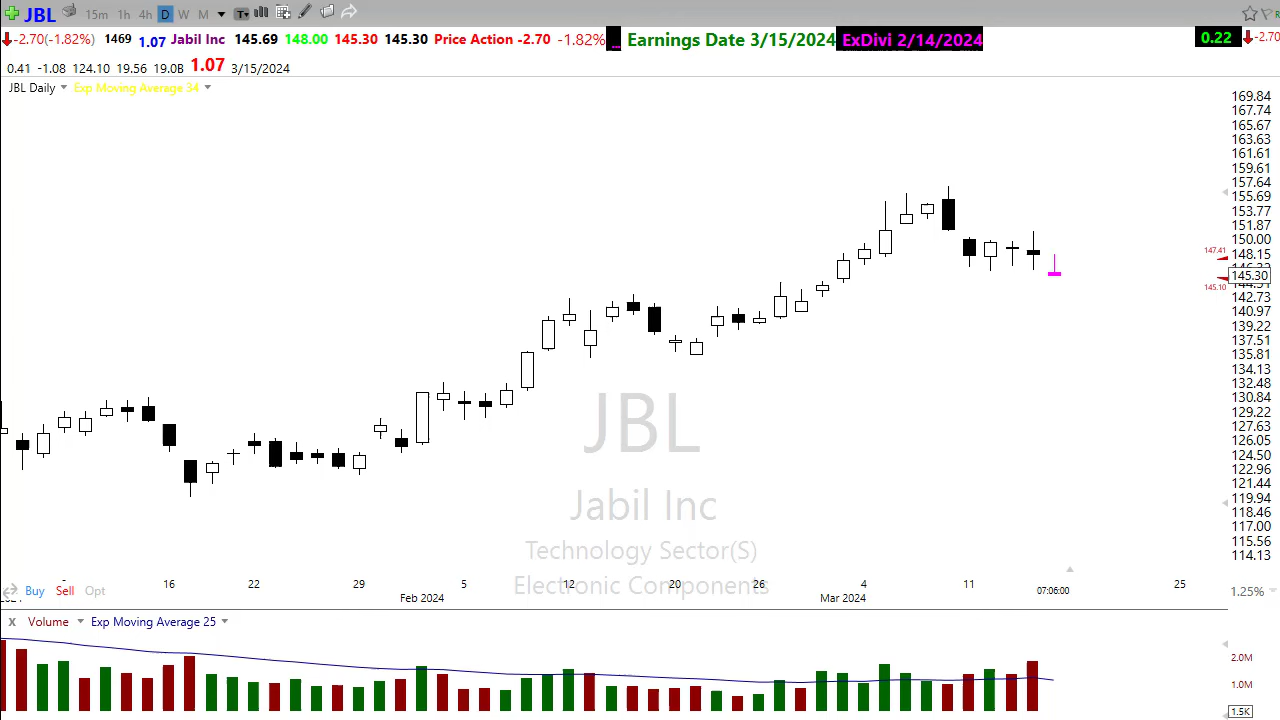 JBL 15m 1h 4h D W M T
-2.70(-1.82%) 1469 1.07 Jabil Inc 145.69 148.00 145.30 145.30 Price Action -2.70 -1.82% ... Earnings Date 3/15/2024 ExDivi 2/14/2024 0.22 -2.70
0.41 -1.08 124.10 19.56 19.0B 1.07 3/15/2024
JBL Daily Exp Moving Average 34
169.84
167.74
165.67
163.63
161.61
159.61
157.64
155.69
153.77
151.87
150.00
147.41
148.15
145.30
145.10
142.73
140.97
139.22
137.51
135.81
134.13
132.48
130.84
129.22
127.63
126.05
124.50
122.96
121.44
119.94
118.46
117.00
115.56
114.13
JBL
Jabil Inc
Technology Sector(S)
Electronic Components
16 22 29 5 12 20 26 4 11 25
Buy Sell Opt 07:06:00 1.25%
Feb 2024 Mar 2024
X Volume Exp Moving Average 25
2.0M
1.0M
1.5K